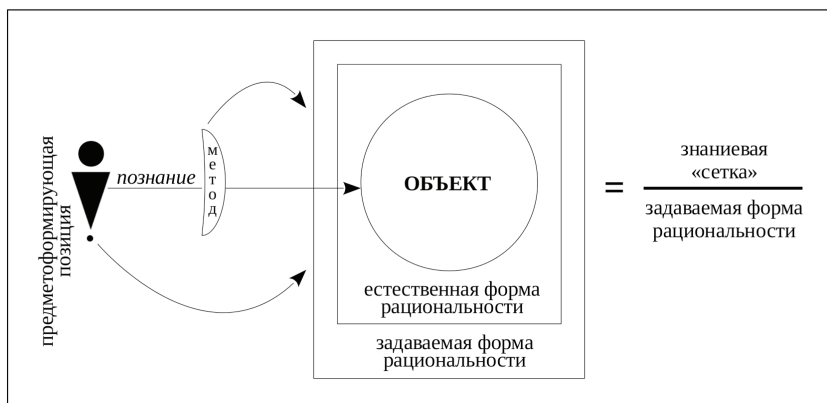 предметоформирующая
позиция
познание
метод
ОБЪЕКТ
естественная форма
рациональности
задаваемая форма
рациональности
=
знаниевая
«сетка»
задаваемая форма
рациональности